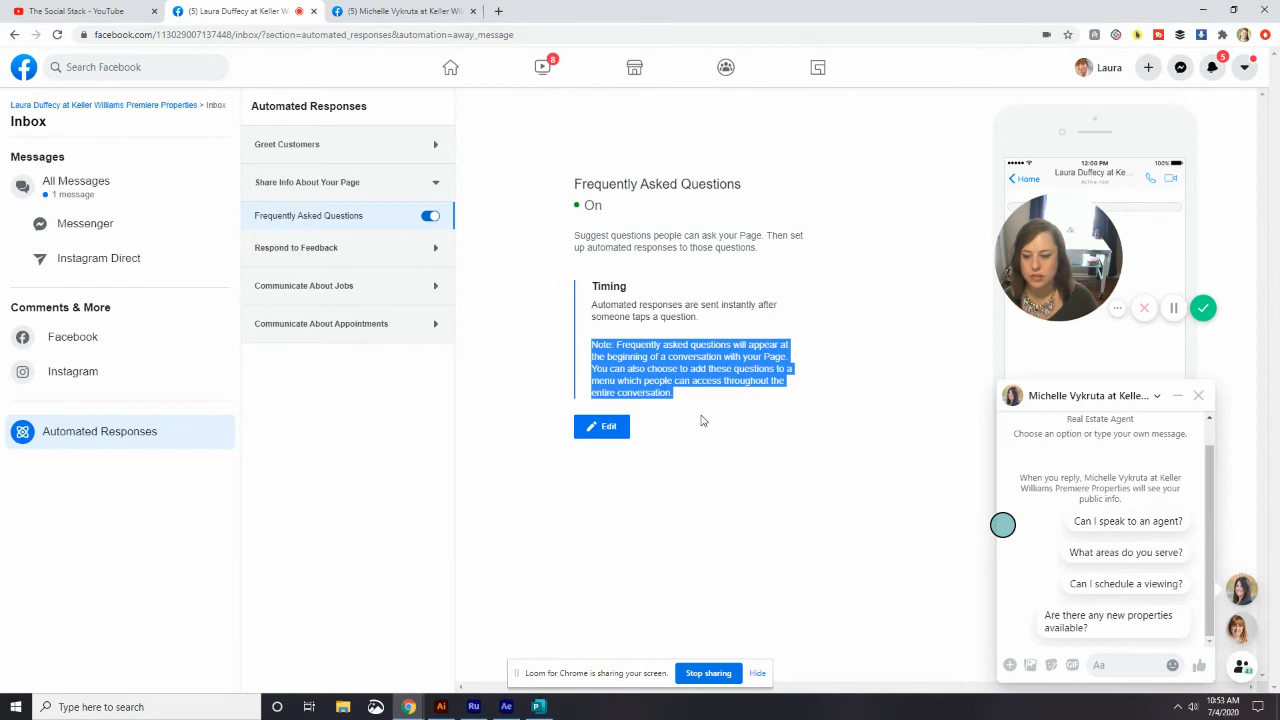 The Social Stack - YouTube
(5) Laura Duffecy at Keller W
(5) Michelle Vykruta at Keller W
facebook.com/113029007137448/inbox/?section=automated_responses&automation=away_message
Search Facebook
8
Laura
5
Laura Duffecy at Keller Williams Premiere Properties > Inbox
Inbox
Messages
All Messages
1 message
Messenger
Instagram Direct
Comments & More
Facebook
Instagram
Automated Responses
Automated Responses
Greet Customers
Share Info About Your Page
Frequently Asked Questions
Respond to Feedback
Communicate About Jobs
Communicate About Appointments
Frequently Asked Questions
On
Suggest questions people can ask your Page. Then set
up automated responses to those questions.
Timing
Automated responses are sent instantly after
someone taps a question.
Note: Frequently asked questions will appear at
the beginning of a conversation with your Page.
You can also choose to add these questions to a
menu which people can access throughout the
entire conversation.
Edit
12:00 PM
100%
Home
Laura Duffecy at Ke...
Active now
Michelle Vykruta at Kelle...
Real Estate Agent
Choose an option or type your own message.
When you reply, Michelle Vykruta at Keller
Williams Premiere Properties will see your
public info.
Can I speak to an agent?
What areas do you serve?
Can I schedule a viewing?
Are there any new properties
available?
GIF
Aa
Loom for Chrome is sharing your screen.
Stop sharing
Hide
Type here to search
Ai
Ru
Ae
P
10:53 AM
7/4/2020